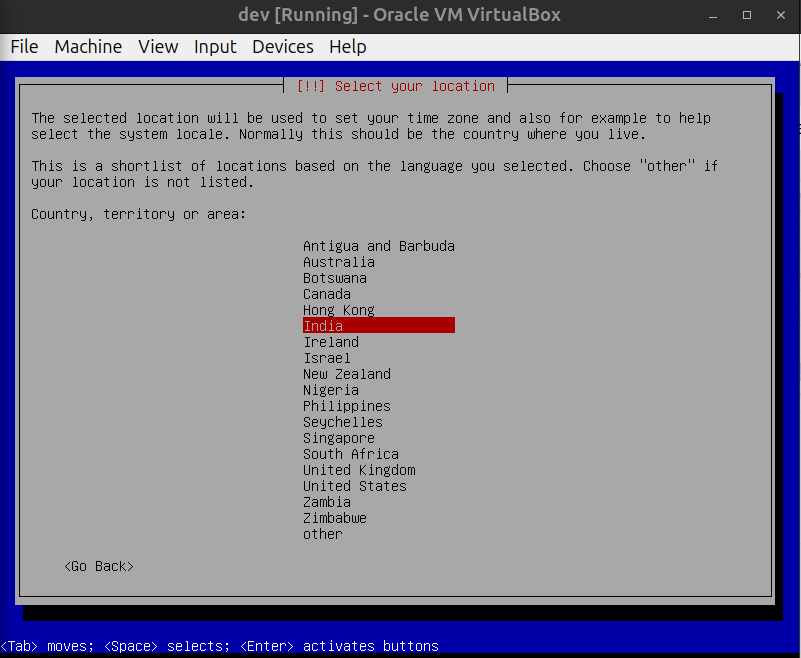 dev [Running] - Oracle VM VirtualBox
File Machine View Input Devices Help
[!!] Select your location
The selected location will be used to set your time zone and also for example to help
select the system locale. Normally this should be the country where you live.
This is a shortlist of locations based on the language you selected. Choose "other" if
your location is not listed.
Country, territory or area:
Antigua and Barbuda
Australia
Botswana
Canada
Hong Kong
India
Ireland
Israel
New Zealand
Nigeria
Philippines
Seychelles
Singapore
South Africa
United Kingdom
United States
Zambia
Zimbabwe
other
<Go Back>
<Tab> moves; <Space> selects; <Enter> activates buttons